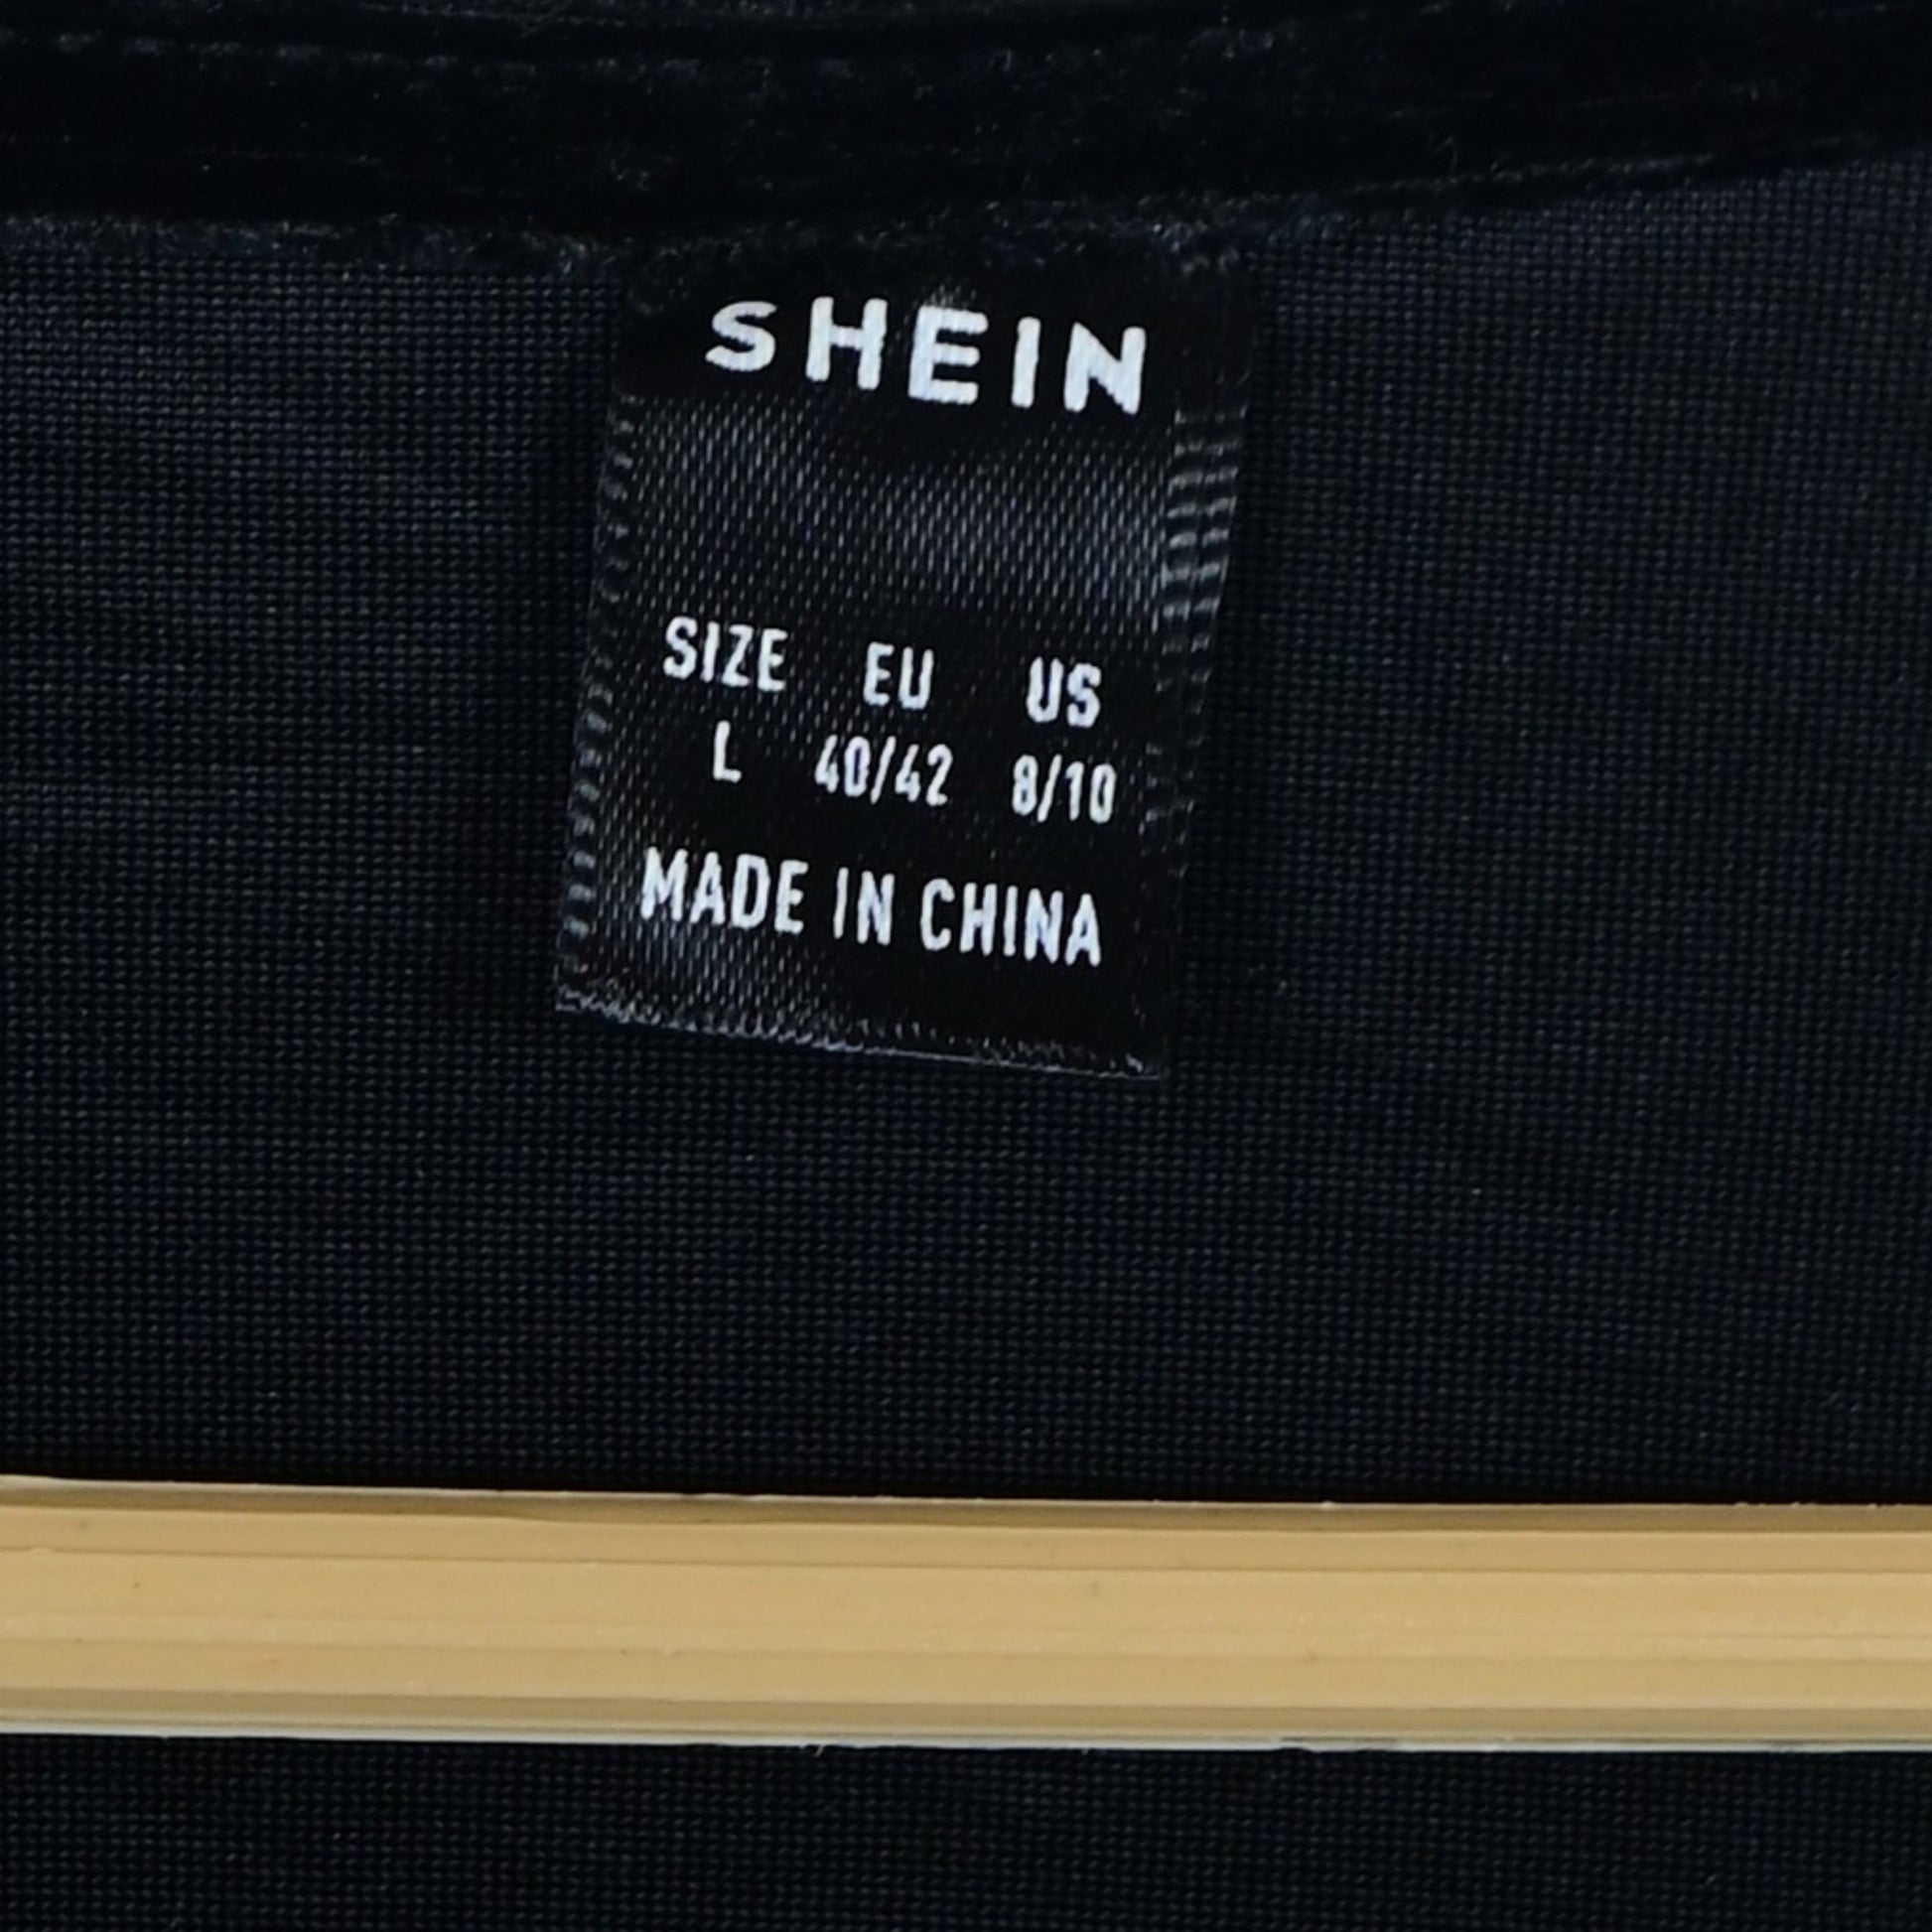 SHEIN
SIZE EU US
L 40/42 8/10
MADE IN CHINA